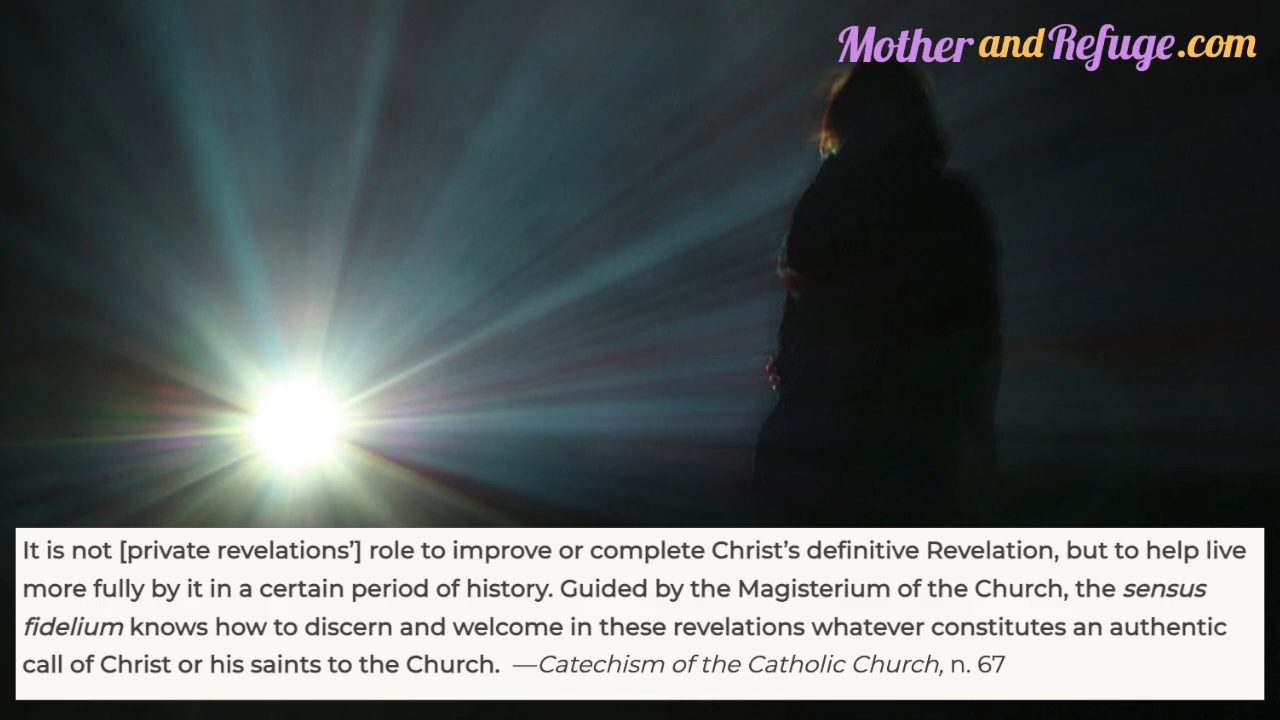 Mother and Refuge.com
It is not [private revelations’] role to improve or complete Christ’s definitive Revelation, but to help live
more fully by it in a certain period of history. Guided by the Magisterium of the Church, the sensus
fidelium knows how to discern and welcome in these revelations whatever constitutes an authentic
call of Christ or his saints to the Church. —Catechism of the Catholic Church, n. 67